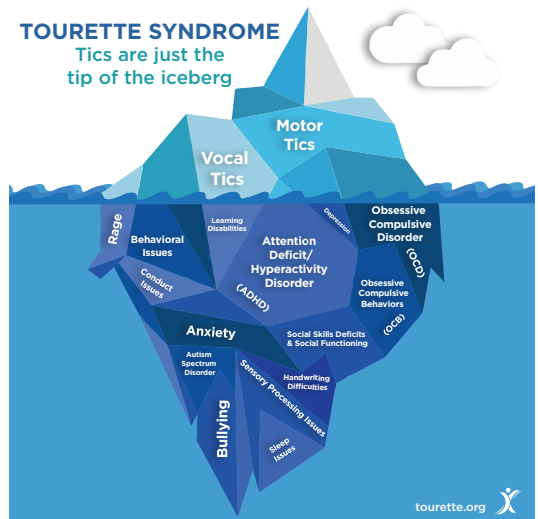 TOURETTE SYNDROME
Tics are just the
tip of the iceberg
Motor
Tics
Vocal
Tics
Rage
Behavioral
Issues
Learning
Disabilities
Depression
Obsessive
Compulsive
Disorder
(OCD)
Attention
Deficit/
Hyperactivity
Disorder
(ADHD)
Conduct
Issues
Obsessive
Compulsive
Behaviors
(OCB)
Anxiety
Social Skills Deficits
& Social Functioning
Autism
Spectrum
Disorder
Sensory Processing Issues
Handwriting
Difficulties
Bullying
Sleep
Issues
tourette.org